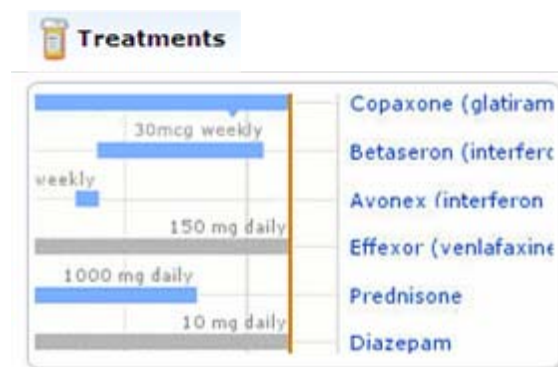 Treatments
Copaxone (glatiram
30mcg weekly
Betaseron (interferc
weekly
Avonex (interferon
150 mg daily
Effexor (venlafaxine
1000 mg daily
Prednisone
10 mg daily
Diazepam